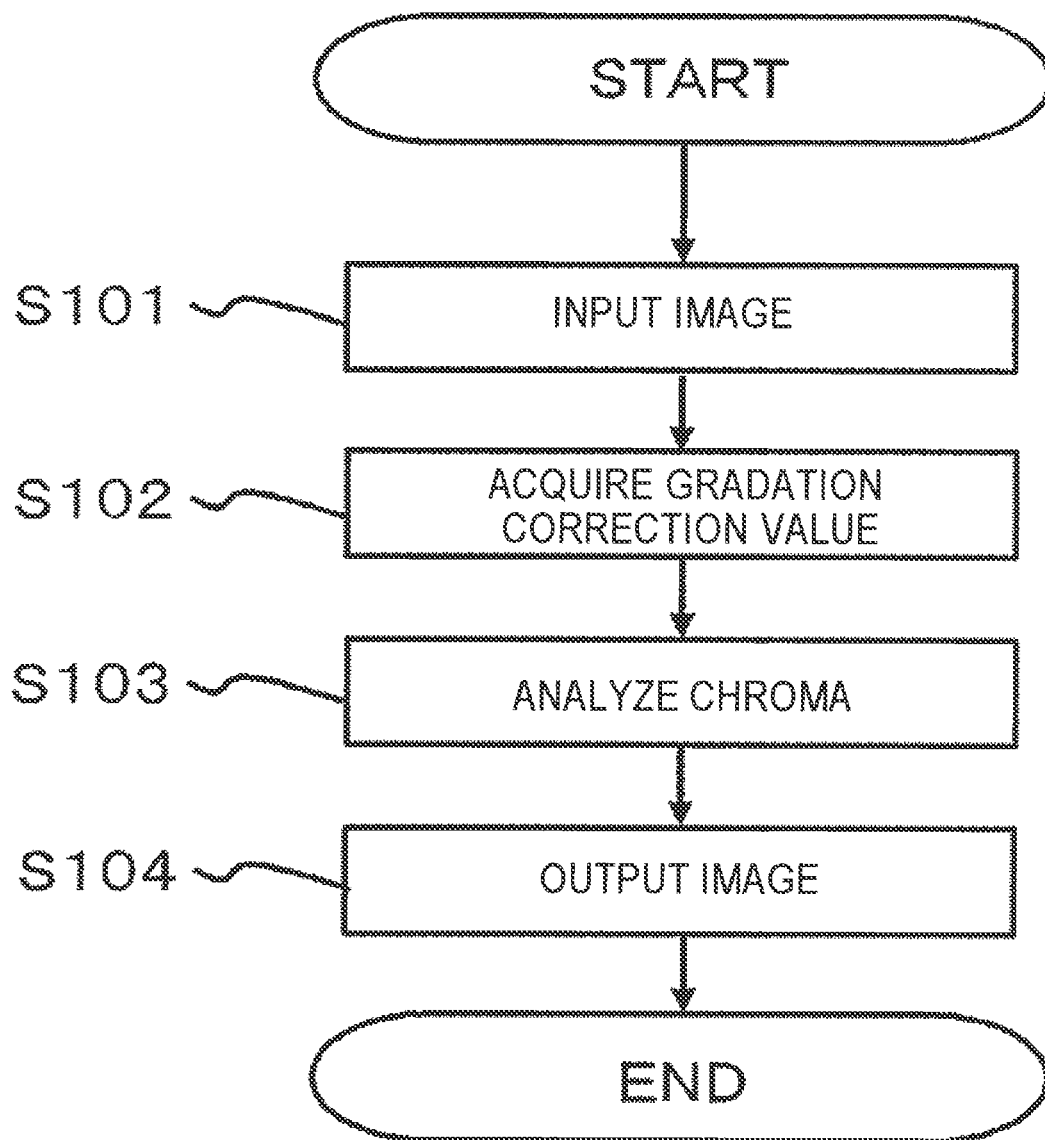 START
S101
INPUT IMAGE
S102
ACQUIRE GRADATION
CORRECTION VALUE
S103
ANALYZE CHROMA
S104
OUTPUT IMAGE
END